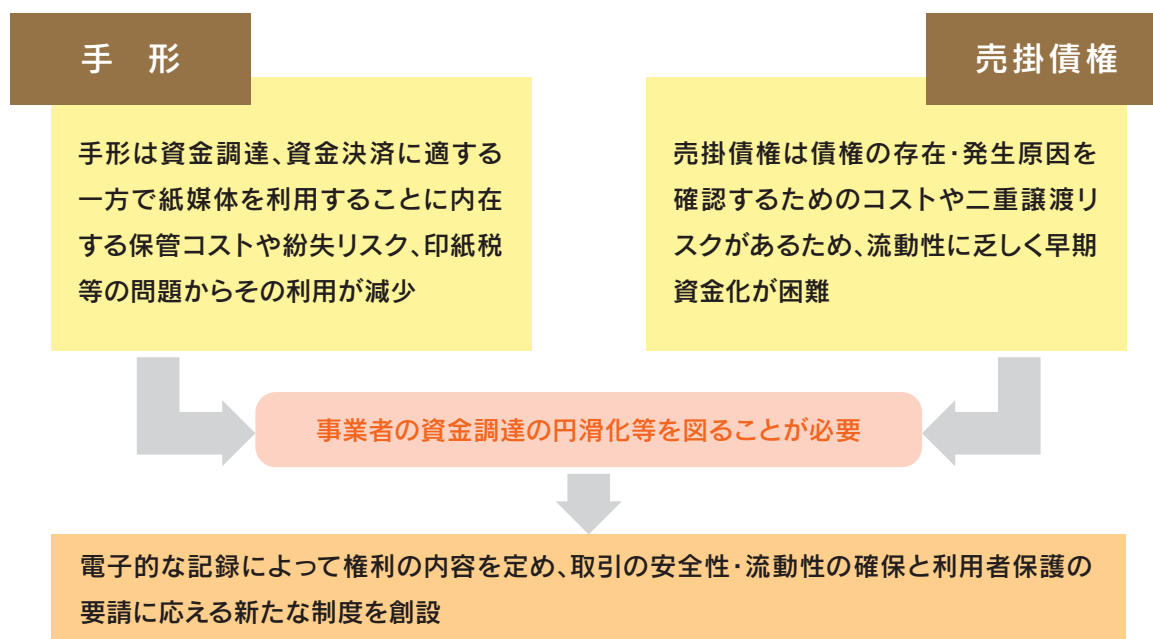 手 形
手形は資金調達、資金決済に適する
一方で紙媒体を利用することに内在
する保管コストや紛失リスク、印紙税
等の問題からその利用が減少
売掛債権
売掛債権は債権の存在・発生原因を
確認するためのコストや二重譲渡リ
スクがあるため、流動性に乏しく早期
資金化が困難
事業者の資金調達の円滑化等を図ることが必要
電子的な記録によって権利の内容を定め、取引の安全性・流動性の確保と利用者保護の
要請に応える新たな制度を創設